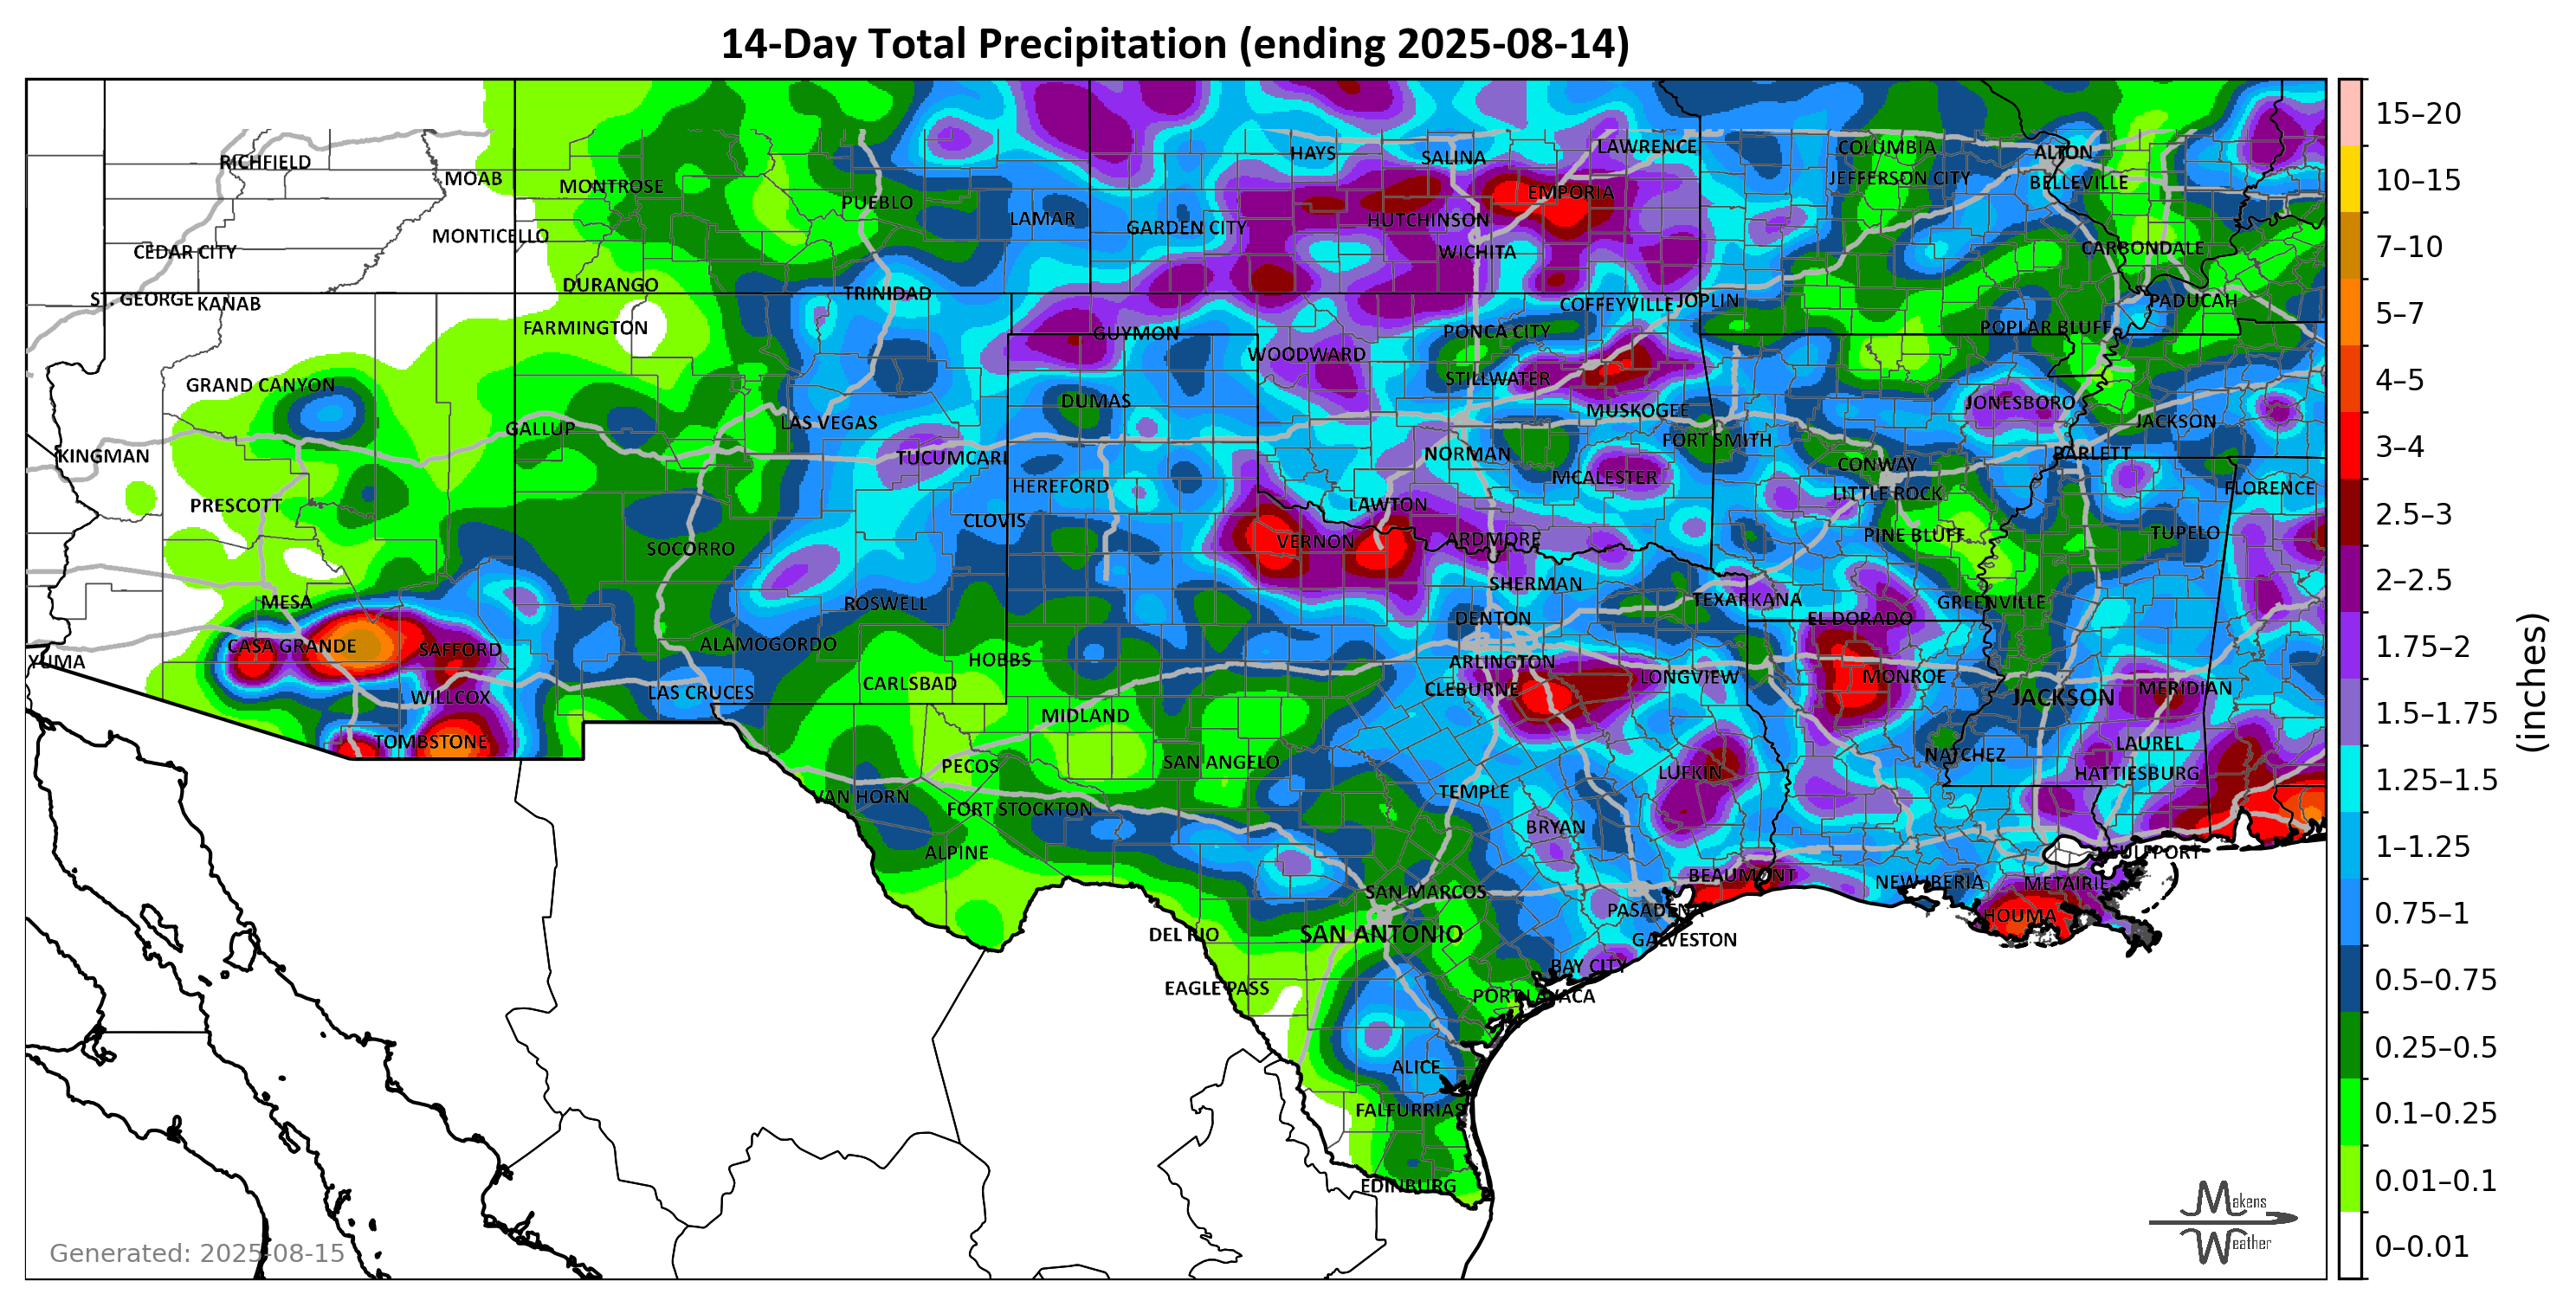 14-Day Total Precipitation (ending 2025-08-14)
RICHFIELD
MOAB
MONTROSE
PUEBLO
LAMAR
HAYS
SALINA
LAWRENCE
COLUMBIA
ALTON
JEFFERSON CITY
BELLEVILLE
EMPORIA
HUTCHINSON
GARDEN CITY
WICHITA
MONTICELLO
CEDAR CITY
CARBONDALE
DURANGO
TRINIDAD
ST. GEORGE
KANAB
COFFEYVILLE
JOPLIN
PADUCAH
FARMINGTON
GUYMON
PONCA CITY
POPLAR BLUFF
WOODWARD
GRAND CANYON
STILLWATER
DUMAS
MUSKOGEE
JONESBORO
JACKSON
GALLUP
LAS VEGAS
FORT SMITH
KINGMAN
TUCUMCARI
NORMAN
BARLETT
CONWAY
MCALESTER
HEREFORD
LITTLE ROCK
FLORENCE
PRESCOTT
LAWTON
CLOVIS
PINE BLUFF
TUPELO
SOCORRO
VERNON
ARDMORE
SHERMAN
MESA
ROSWELL
TEXARKANA
GREENVILLE
DENTON
EL DORADO
CASA GRANDE
SAFFORD
ALAMOGORDO
HOBBS
ARLINGTON
YUMA
CARLSBAD
CLEBURNE
LONGVIEW
MONROE
WILLCOX
LAS CRUCES
JACKSON
MERIDIAN
MIDLAND
TOMBSTONE
LAUREL
PECOS
SAN ANGELO
LUFKIN
NATCHEZ
HATTIESBURG
VAN HORN
FORT STOCKTON
TEMPLE
BRYAN
ALPINE
GULFPORT
BEAUMONT
NEW IBERIA
METAIRIE
SAN MARCOS
PASADENA
HOUMA
DEL RIO
SAN ANTONIO
GALVESTON
BAY CITY
EAGLE PASS
PORT LAVACA
ALICE
FALFURRIAS
EDINBURG
Generated: 2025-08-15
Makens
Weather
15–20
10–15
7–10
5–7
4–5
3–4
2.5–3
2–2.5
1.75–2
1.5–1.75
1.25–1.5
1–1.25
0.75–1
0.5–0.75
0.25–0.5
0.1–0.25
0.01–0.1
0–0.01
(inches)